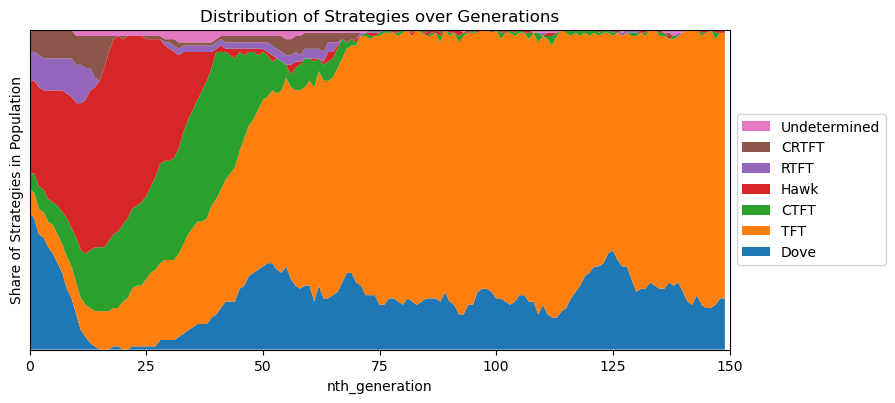 Distribution of Strategies over Generations
Share of Strategies in Population
Undetermined
CRTFT
RTFT
Hawk
CTFT
TFT
Dove
0 25 50 75 100 125 150
nth_generation